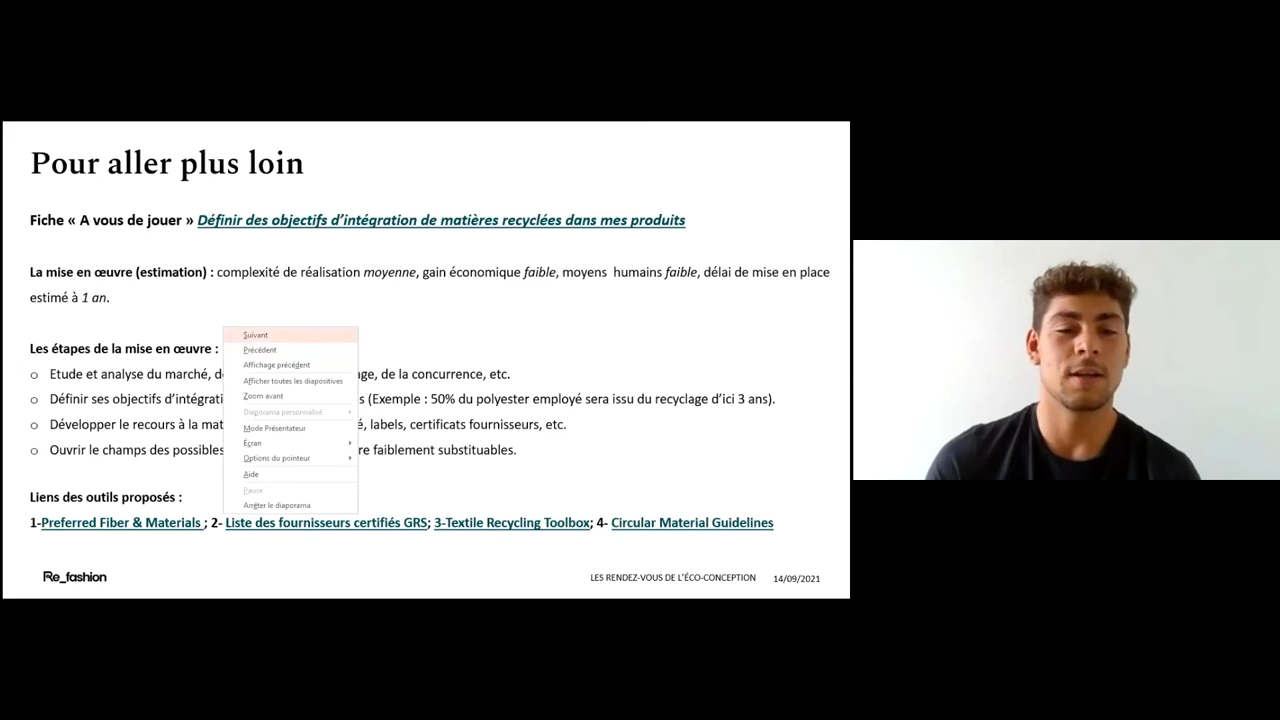 Pour aller plus loin
Fiche « A vous de jouer » Définir des objectifs d'intégration de matières recyclées dans mes produits
La mise en œuvre (estimation) : complexité de réalisation moyenne, gain économique faible, moyens humains faible, délai de mise en place
estimé à 1 an.
Les étapes de la mise en œuvre :
Etude et analyse du marché, de la concurrence, etc.
Définir ses objectifs (Exemple : 50% du polyester employé sera issu du recyclage d'ici 3 ans).
Développer le recours à la labels, certificats fournisseurs, etc.
Ouvrir le champs des possibles faiblement substituables.
Suivant
Précédent
Affichage précédent
Afficher toutes les diapositives
Zoom avant
Diaporama personnalisé
Mode Présentateur
Écran
Options du pointeur
Aide
Pause
Arrêter le diaporama
Liens des outils proposés :
1-Preferred Fiber & Materials ; 2- Liste des fournisseurs certifiés GRS; 3-Textile Recycling Toolbox; 4- Circular Material Guidelines
Re_fashion
LES RENDEZ-VOUS DE L'ÉCO-CONCEPTION 14/09/2021